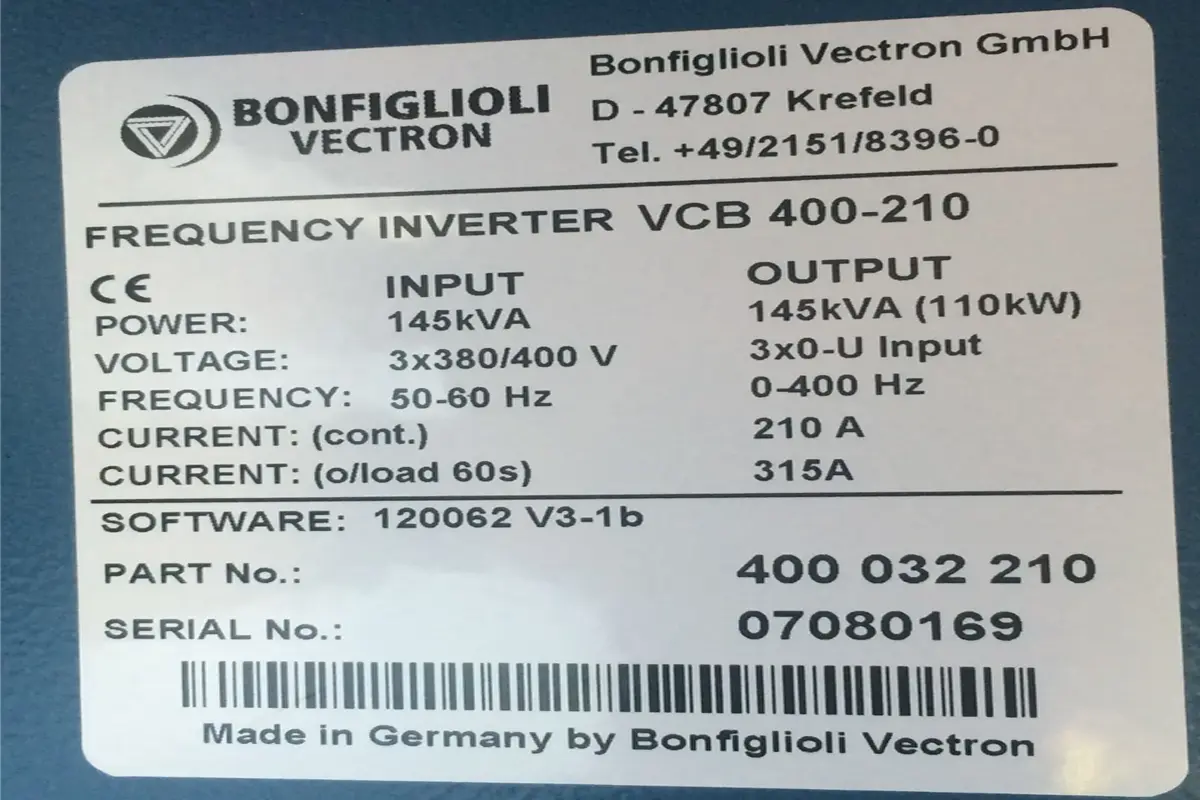 BONFIGLIOLI
VECTRON
Bonfiglioli Vectron GmbH
D - 47807 Krefeld
Tel. +49/2151/8396-0
FREQUENCY INVERTER VCB 400-210
CE INPUT OUTPUT
POWER: 145kVA 145kVA (110kW)
VOLTAGE: 3x380/400 V 3x0-U Input
FREQUENCY: 50-60 Hz 0-400 Hz
CURRENT: (cont.) 210 A
CURRENT: (o/load 60s) 315A
SOFTWARE: 120062 V3-1b
PART No.: 400 032 210
SERIAL No.: 07080169
Made in Germany by Bonfiglioli Vectron